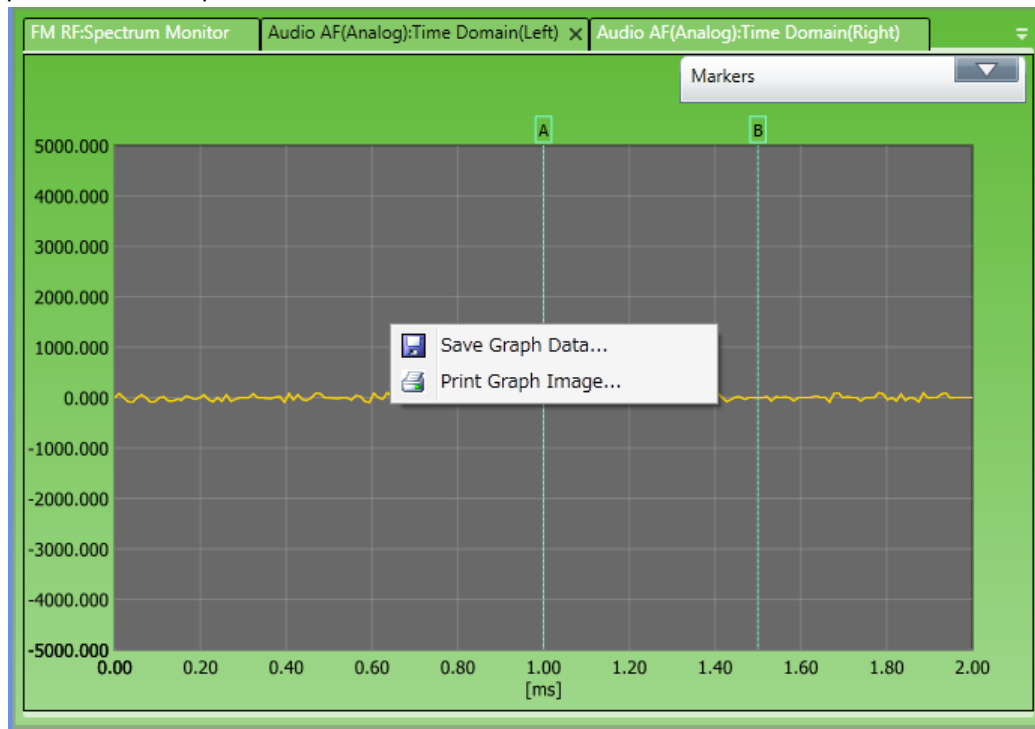 FM RF:Spectrum Monitor
Audio AF(Analog):Time Domain(Left)
Audio AF(Analog):Time Domain(Right)
Markers
A
B
5000.000
4000.000
3000.000
2000.000
1000.000
0.000
-1000.000
-2000.000
-3000.000
-4000.000
-5000.000
Save Graph Data...
Print Graph Image...
0.00 0.20 0.40 0.60 0.80 1.00 1.20 1.40 1.60 1.80 2.00
[ms]